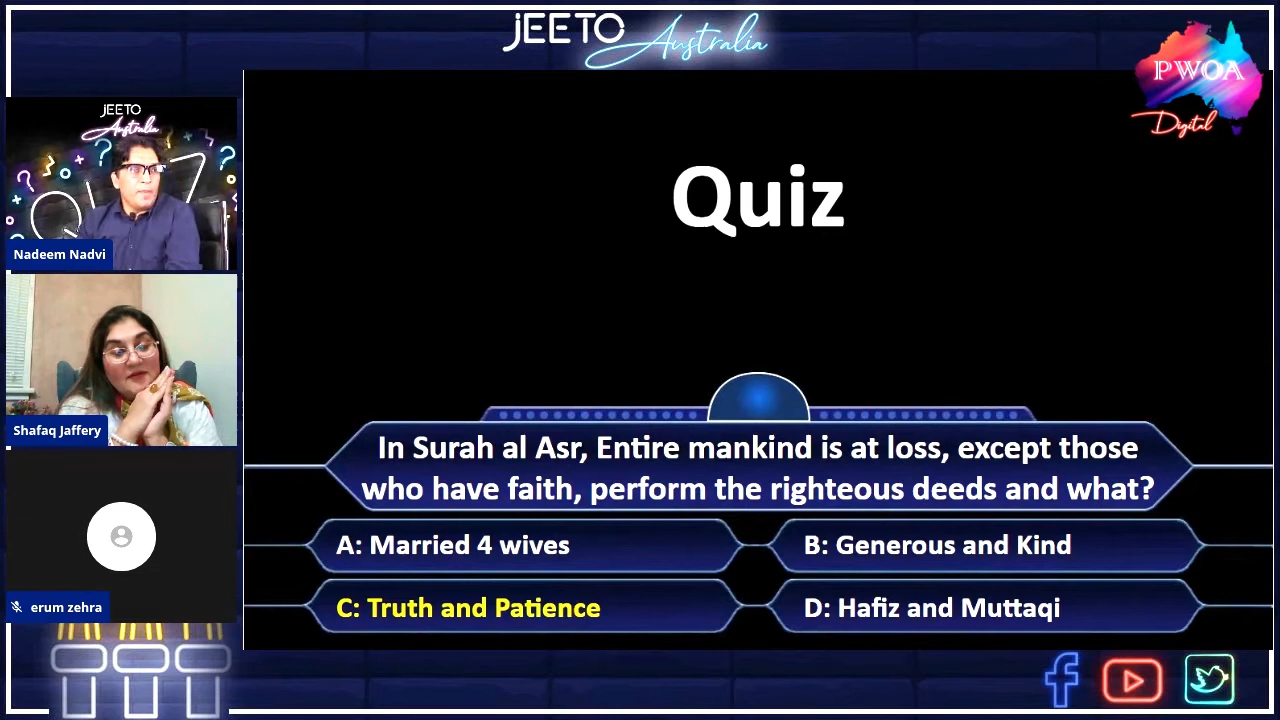 JEETO
Australia
PWOA
Digital
JEETO
Australia
QUIZ
Nadeem Nadvi
Shafaq Jaffery
erum zehra
Quiz
In Surah al Asr, Entire mankind is at loss, except those
who have faith, perform the righteous deeds and what?
A: Married 4 wives
B: Generous and Kind
C: Truth and Patience
D: Hafiz and Muttaqi